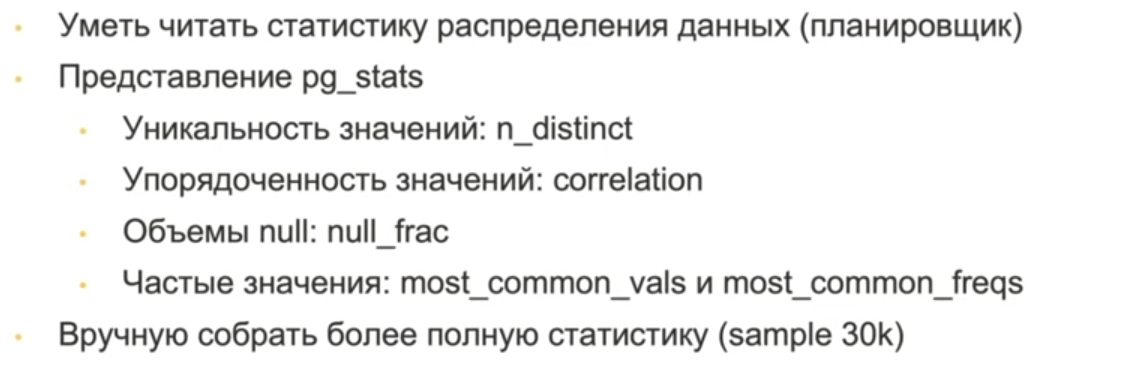 • Уметь читать статистику распределения данных (планировщик)
• Представление pg_stats
• Уникальность значений: n_distinct
• Упорядоченность значений: correlation
• Объемы null: null_frac
• Частые значения: most_common_vals и most_common_freqs
• Вручную собрать более полную статистику (sample 30k)